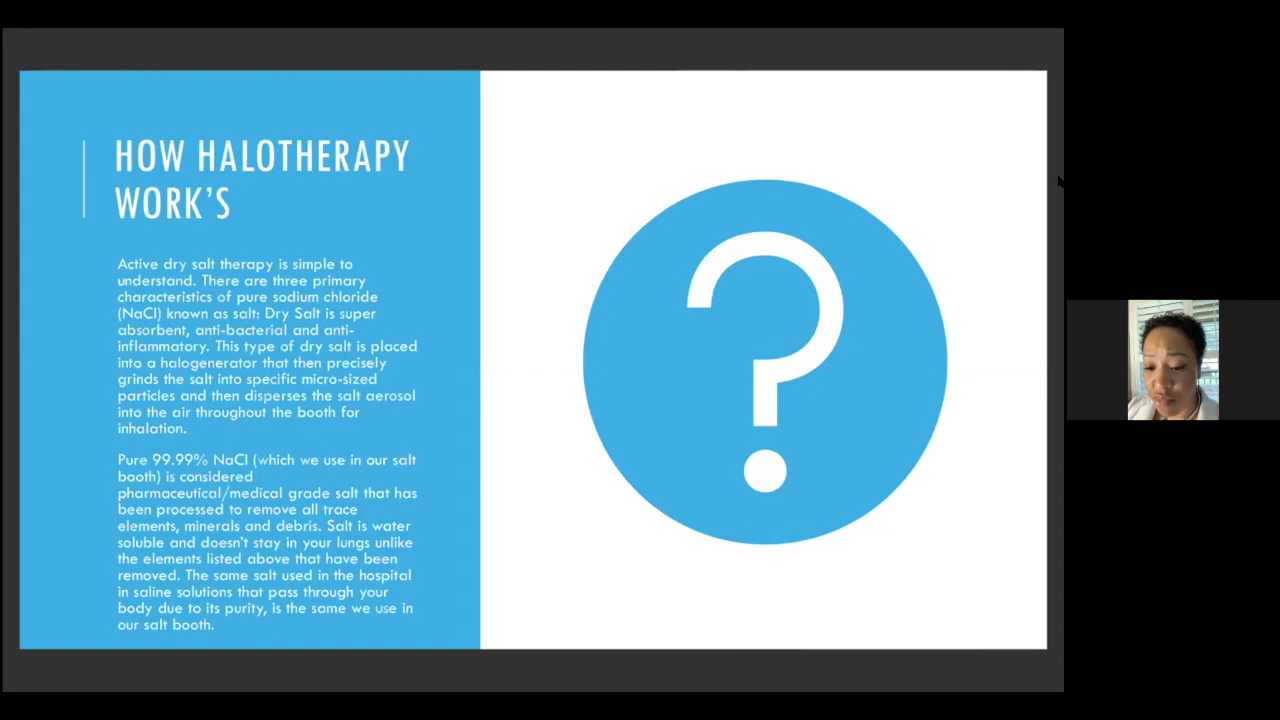 HOW HALOTHERAPY
WORK’S
Active dry salt therapy is simple to
understand. There are three primary
characteristics of pure sodium chloride
(NaCl) known as salt: Dry Salt is super
absorbent, anti-bacterial and anti-
inflammatory. This type of dry salt is placed
into a halogenerator that then precisely
grinds the salt into specific micro-sized
particles and then disperses the salt aerosol
into the air throughout the booth for
inhalation.
Pure 99.99% NaCl (which we use in our salt
booth) is considered
pharmaceutical/medical grade salt that has
been processed to remove all trace
elements, minerals and debris. Salt is water
soluble and doesn’t stay in your lungs unlike
the elements listed above that have been
removed. The same salt used in the hospital
in saline solutions that pass through your
body due to its purity, is the same we use in
our salt booth.
?